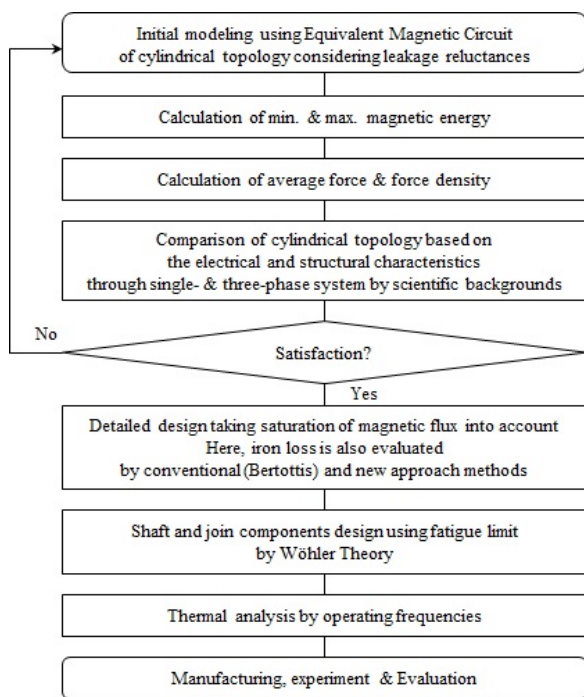 Initial modeling using Equivalent Magnetic Circuit
of cylindrical topology considering leakage reluctances
Calculation of min. & max. magnetic energy
Calculation of average force & force density
Comparison of cylindrical topology based on
the electrical and structural characteristics
through single- & three-phase system by scientific backgrounds
No
Satisfaction?
Yes
Detailed design taking saturation of magnetic flux into account
Here, iron loss is also evaluated
by conventional (Bertottis) and new approach methods
Shaft and join components design using fatigue limit
by Wöhler Theory
Thermal analysis by operating frequencies
Manufacturing, experiment & Evaluation